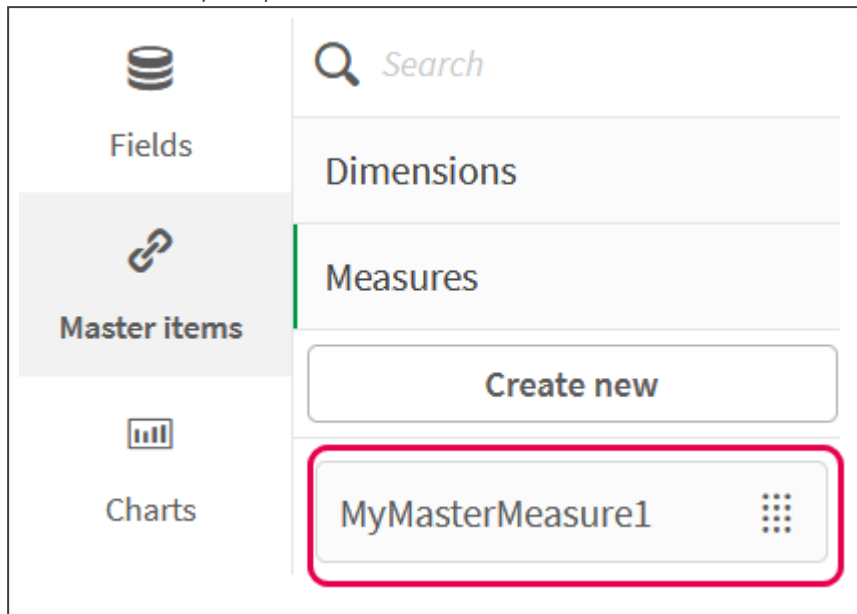 Search
Fields
Dimensions
Measures
Master items
Create new
Charts
MyMasterMeasure1